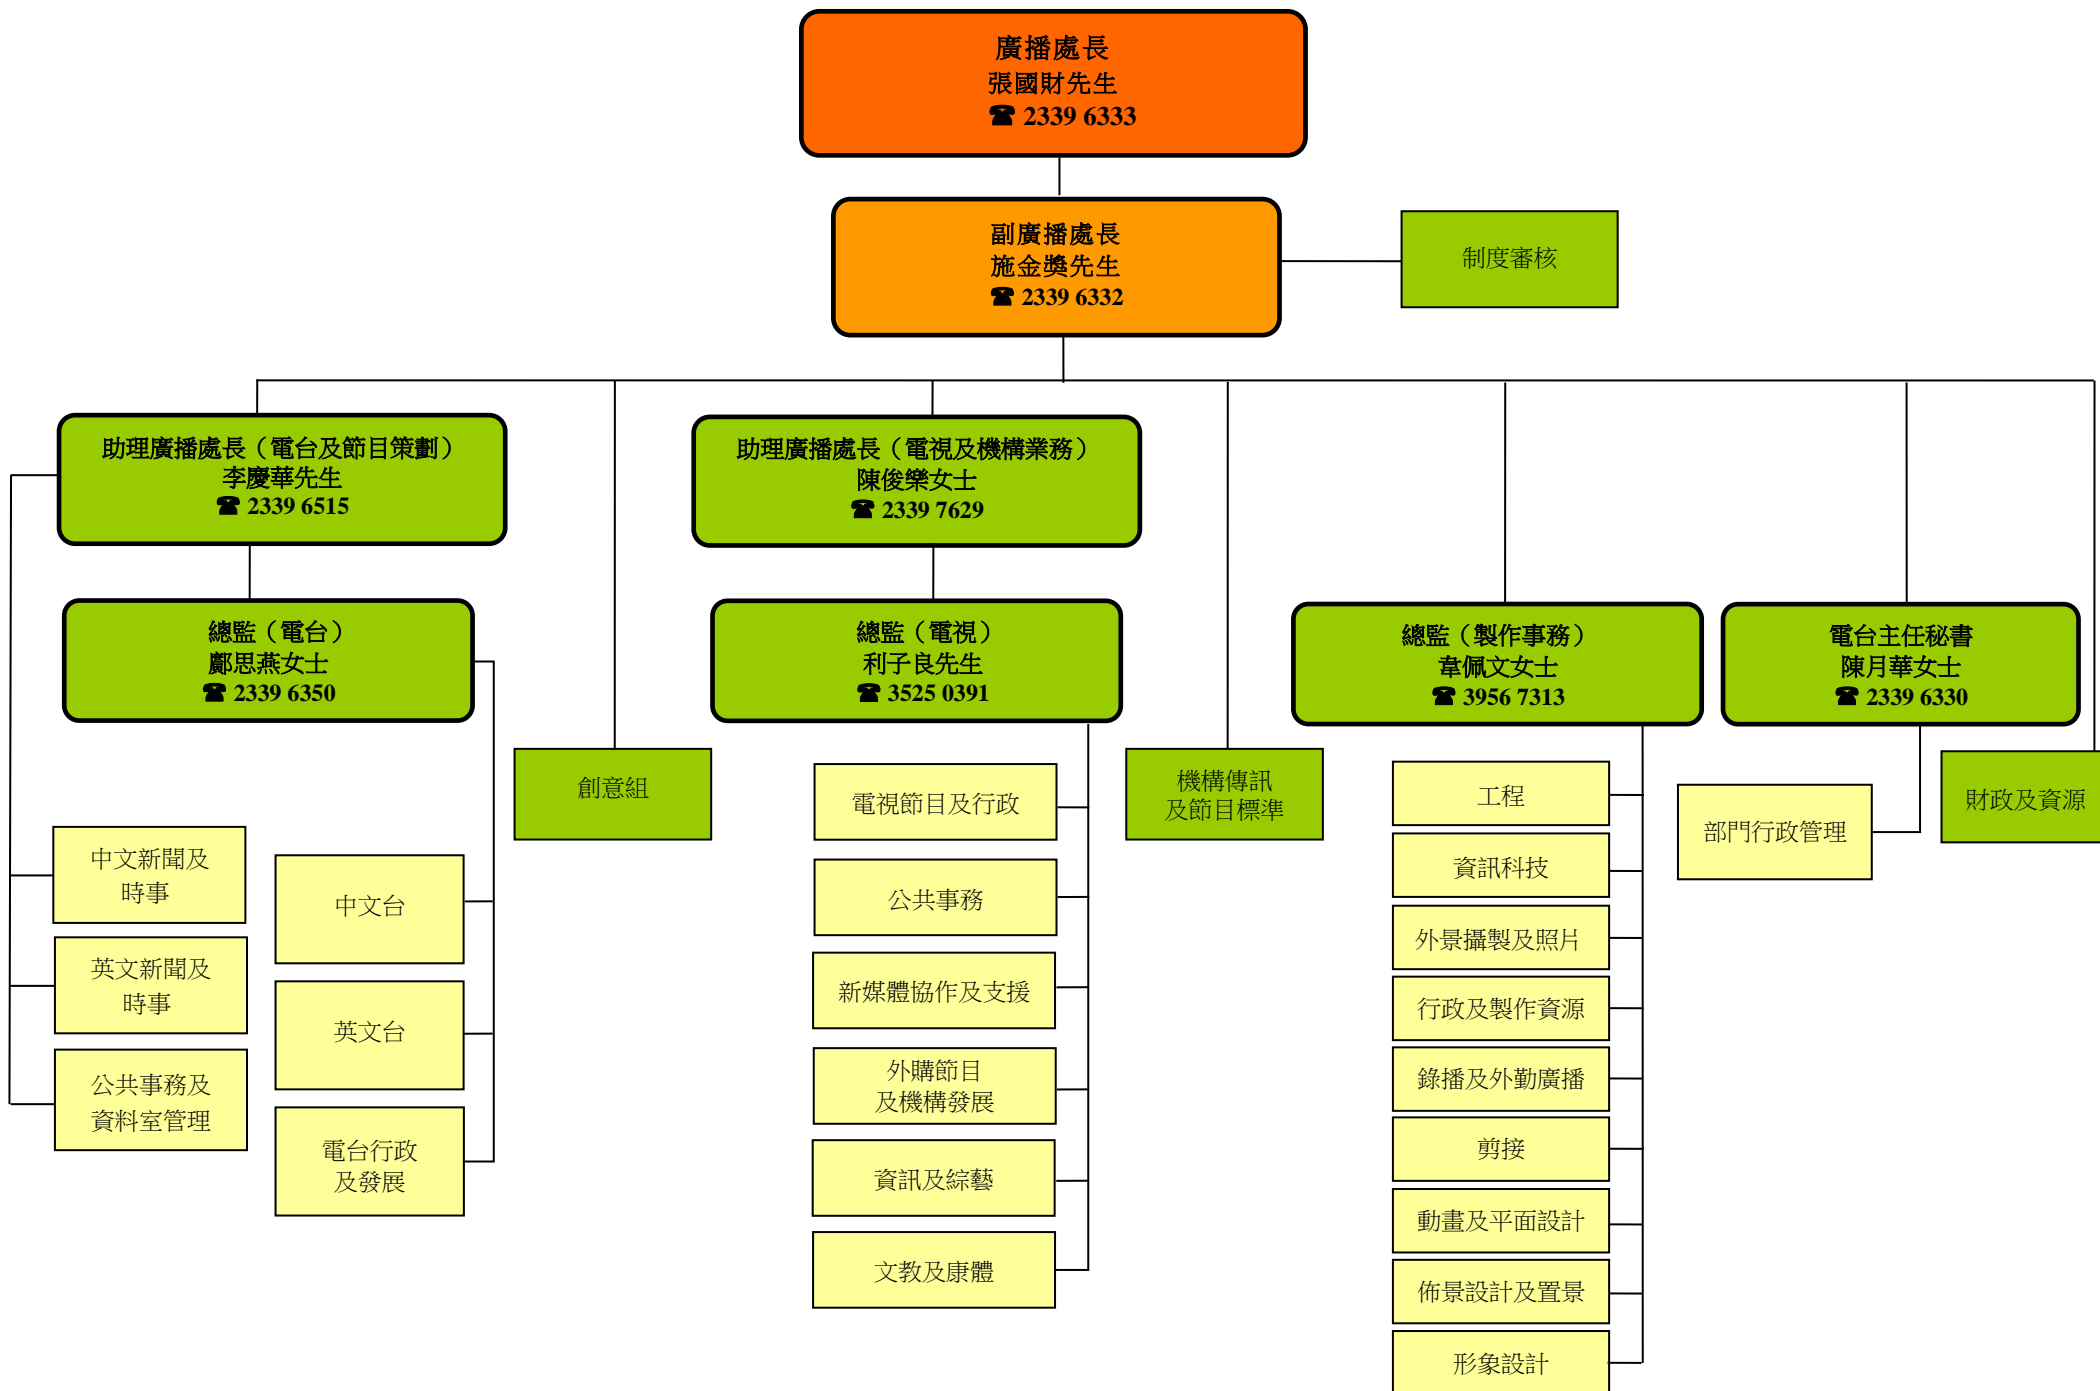 廣播處長
張國財先生
☎ 2339 6333
副廣播處長
施金獎先生
☎ 2339 6332
制度審核
助理廣播處長（電台及節目策劃）
李慶華先生
☎ 2339 6515
助理廣播處長（電視及機構業務）
陳俊樂女士
☎ 2339 7629
總監（電台）
鄺思燕女士
☎ 2339 6350
總監（電視）
利子良先生
☎ 3525 0391
總監（製作事務）
韋佩文女士
☎ 3956 7313
電台主任秘書
陳月華女士
☎ 2339 6330
中文新聞及
時事
英文新聞及
時事
公共事務及
資料室管理
中文台
英文台
電台行政
及發展
創意組
電視節目及行政
公共事務
新媒體協作及支援
外購節目
及機構發展
資訊及綜藝
文教及康體
機構傳訊
及節目標準
工程
資訊科技
外景攝製及照片
行政及製作資源
錄播及外勤廣播
剪接
動畫及平面設計
佈景設計及置景
形象設計
部門行政管理
財政及資源